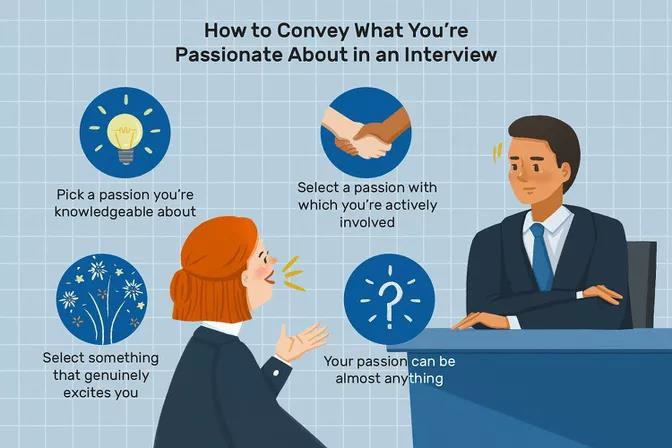 How to Convey What You're
Passionate About in an Interview
Pick a passion you're
knowledgeable about
Select a passion with
which you're actively
involved
Select something
that genuinely
excites you
Your passion can be
almost anything